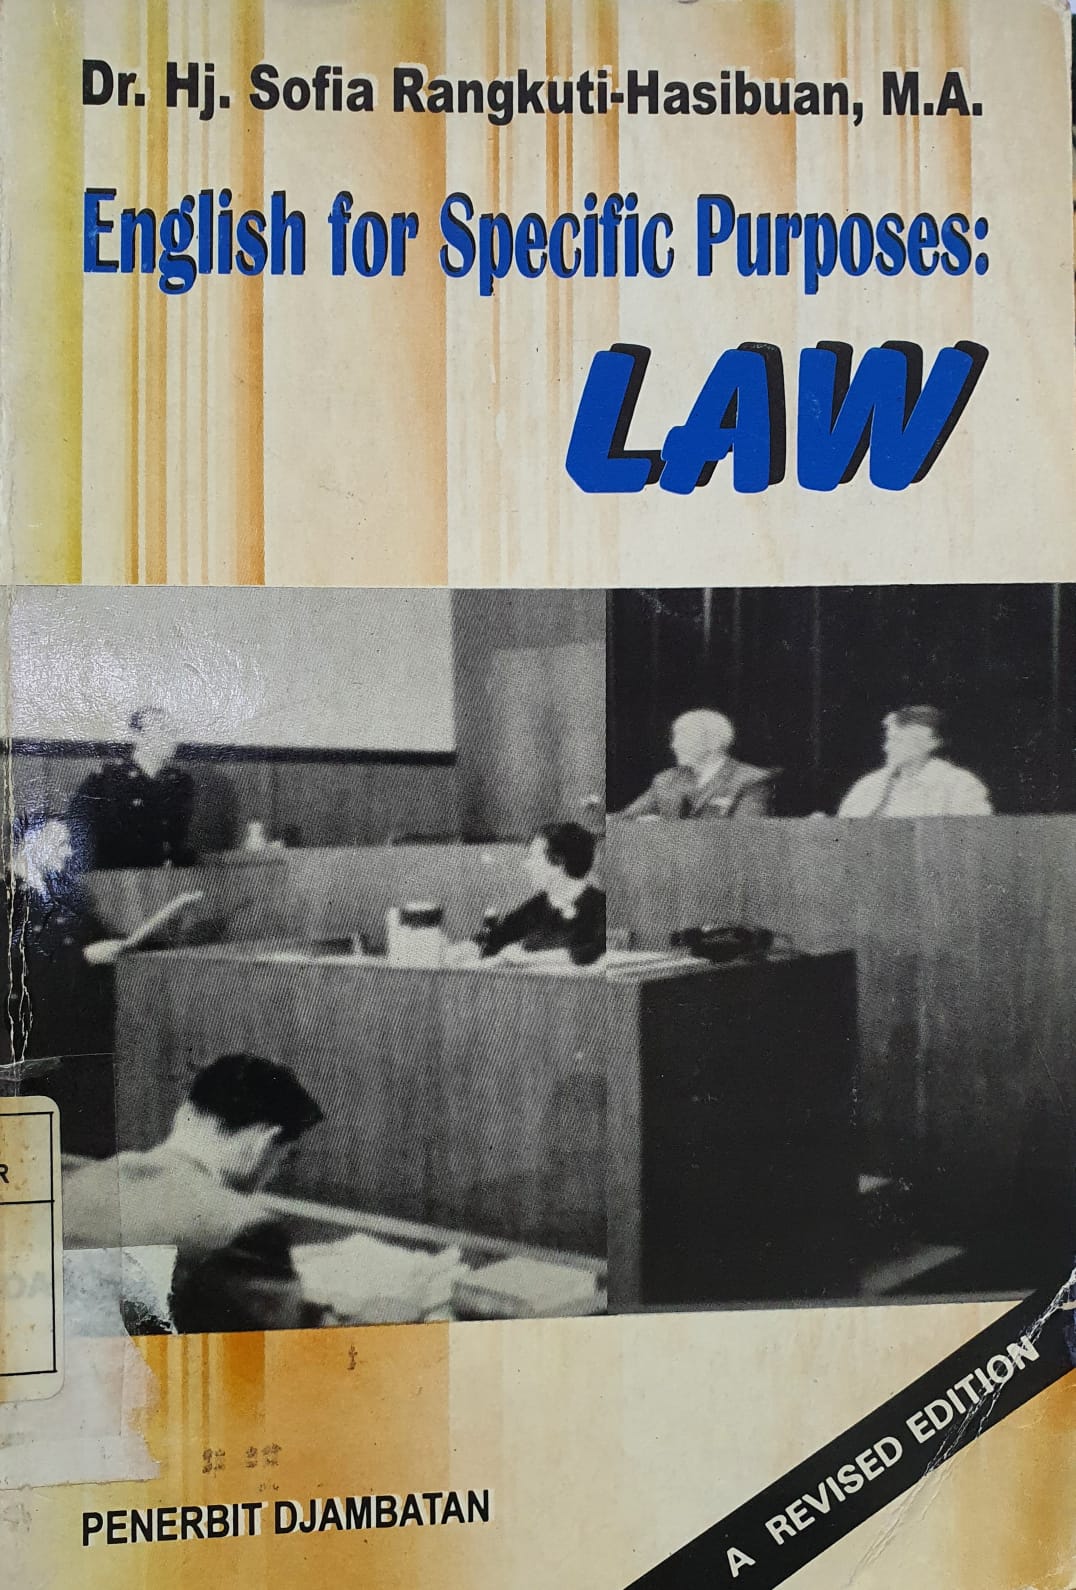 Dr. Hj. Sofia Rangkuti-Hasibuan, M.A.
English for Specific Purposes:
LAW
R
A REVISED EDITION
PENERBIT DJAMBATAN